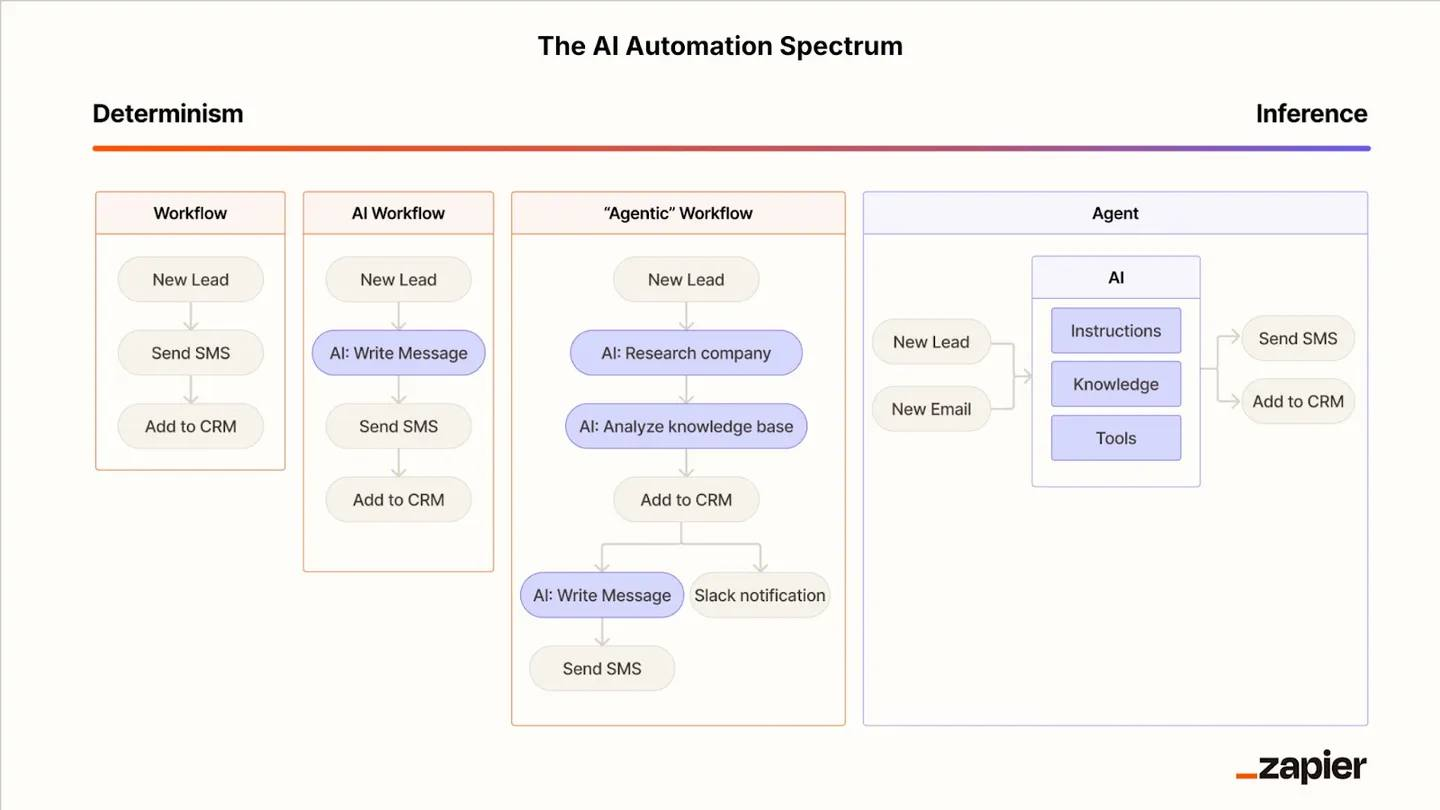 The AI Automation Spectrum
Determinism
Inference
Workflow
New Lead
Send SMS
Add to CRM
AI Workflow
New Lead
AI: Write Message
Send SMS
Add to CRM
“Agentic” Workflow
New Lead
AI: Research company
AI: Analyze knowledge base
Add to CRM
AI: Write Message
Slack notification
Send SMS
Agent
New Lead
New Email
AI
Instructions
Knowledge
Tools
Send SMS
Add to CRM
_zapier